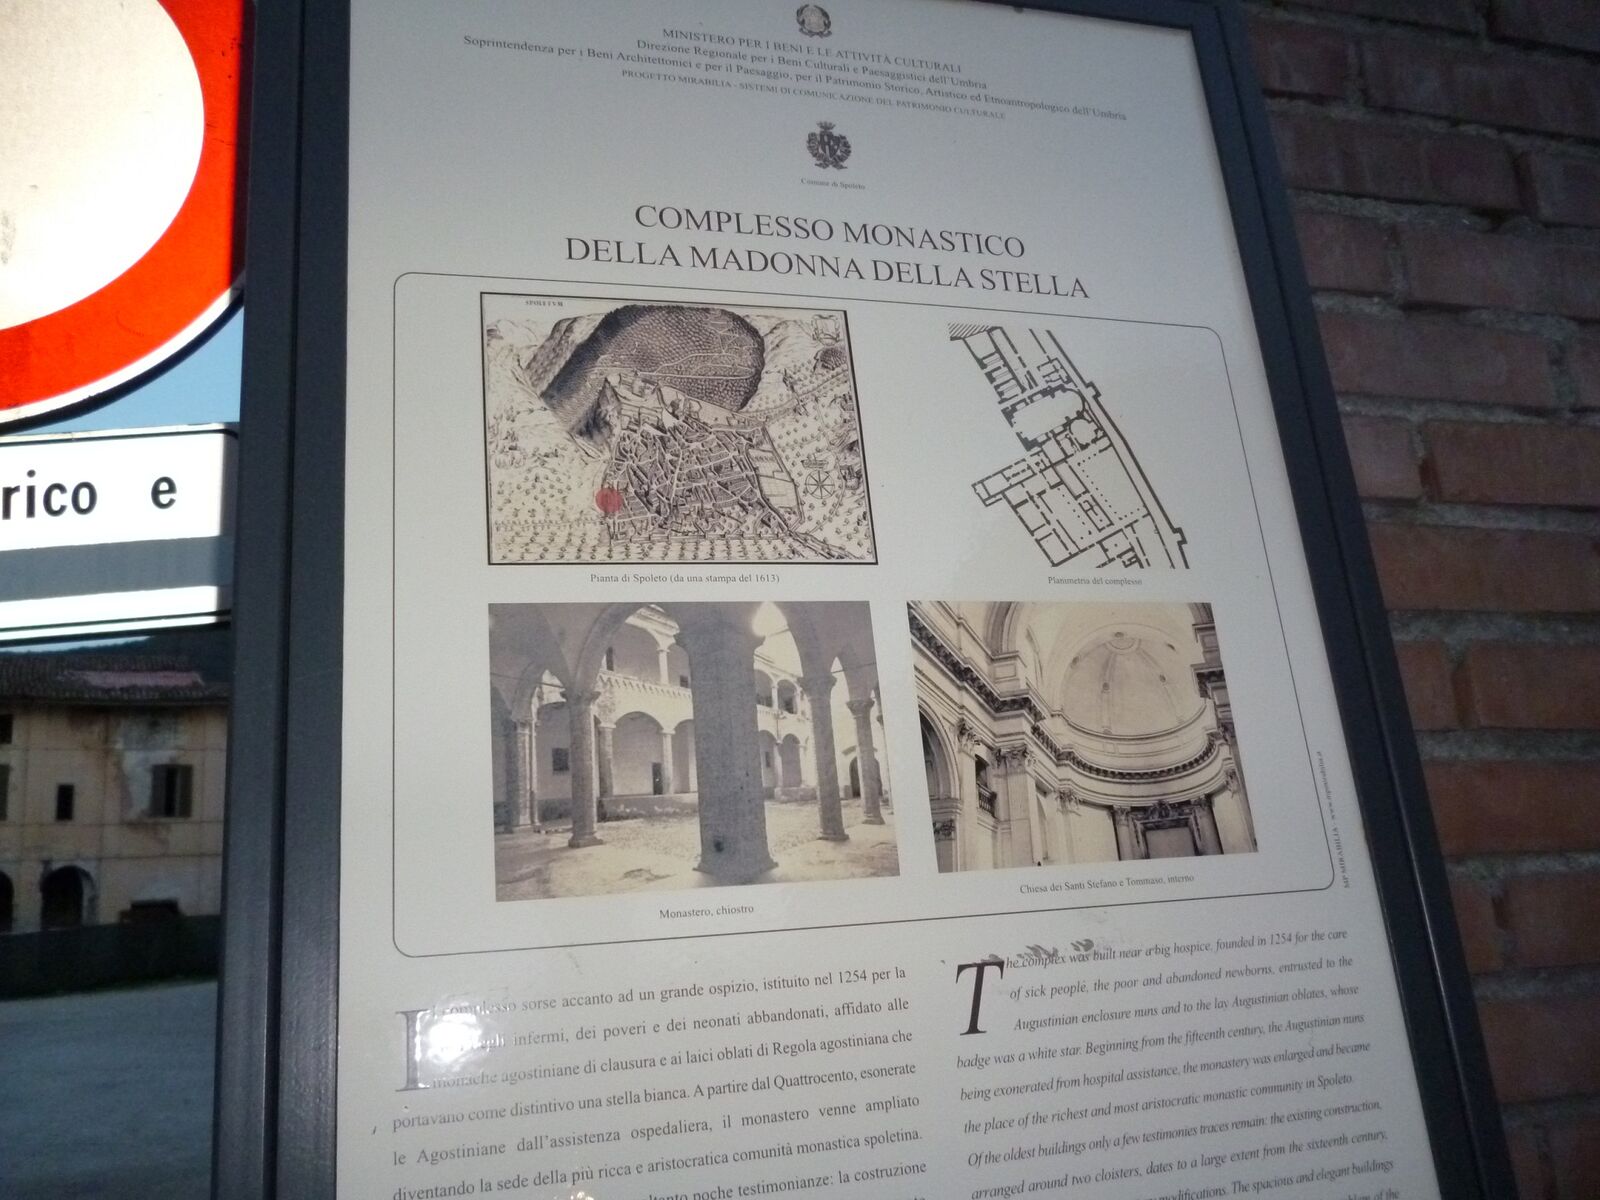 rico e
MINISTERO PER I BENI E LE ATTIVITÀ CULTURALI
Direzione Regionale per i Beni Culturali e Paesaggistici dell'Umbria
Soprintendenza per i Beni Architettonici e per il Paesaggio, per il Patrimonio Storico, Artistico ed Etnoantropologico dell'Umbria
PROGETTO MIRABILIA - SISTEMI DI COMUNICAZIONE DEL PATRIMONIO CULTURALE
Comune di Spoleto
COMPLESSO MONASTICO
DELLA MADONNA DELLA STELLA
SPOLETVM
Pianta di Spoleto (da una stampa del 1613)
Planimetria del complesso
Monastero, chiostro
Chiesa dei Santi Stefano e Tommaso, interno
MP MIRABILIA
Il complesso sorse accanto ad un grande ospizio, istituito nel 1254 per la
infermi, dei poveri e dei neonati abbandonati, affidato alle
monache agostiniane di clausura e ai laici oblati di Regola agostiniana che
portavano come distintivo una stella bianca. A partire dal Quattrocento, esonerate
le Agostiniane dall'assistenza ospedaliera, il monastero venne ampliato
diventando la sede della più ricca e aristocratica comunità monastica spoletina.
poche testimonianze: la costruzione
The complex was built near a big hospice, founded in 1254 for the care
of sick people, the poor and abandoned newborns, entrusted to the
Augustinian enclosure nuns and to the lay Augustinian oblates, whose
badge was a white star. Beginning from the fifteenth century, the Augustinian nuns
being exonerated from hospital assistance, the monastery was enlarged and became
the place of the richest and most aristocratic monastic community in Spoleto.
Of the oldest buildings only a few testimonies traces remain: the existing construction,
arranged around two cloisters, dates to a large extent from the sixteenth century,
modifications. The spacious and elegant buildings
of the